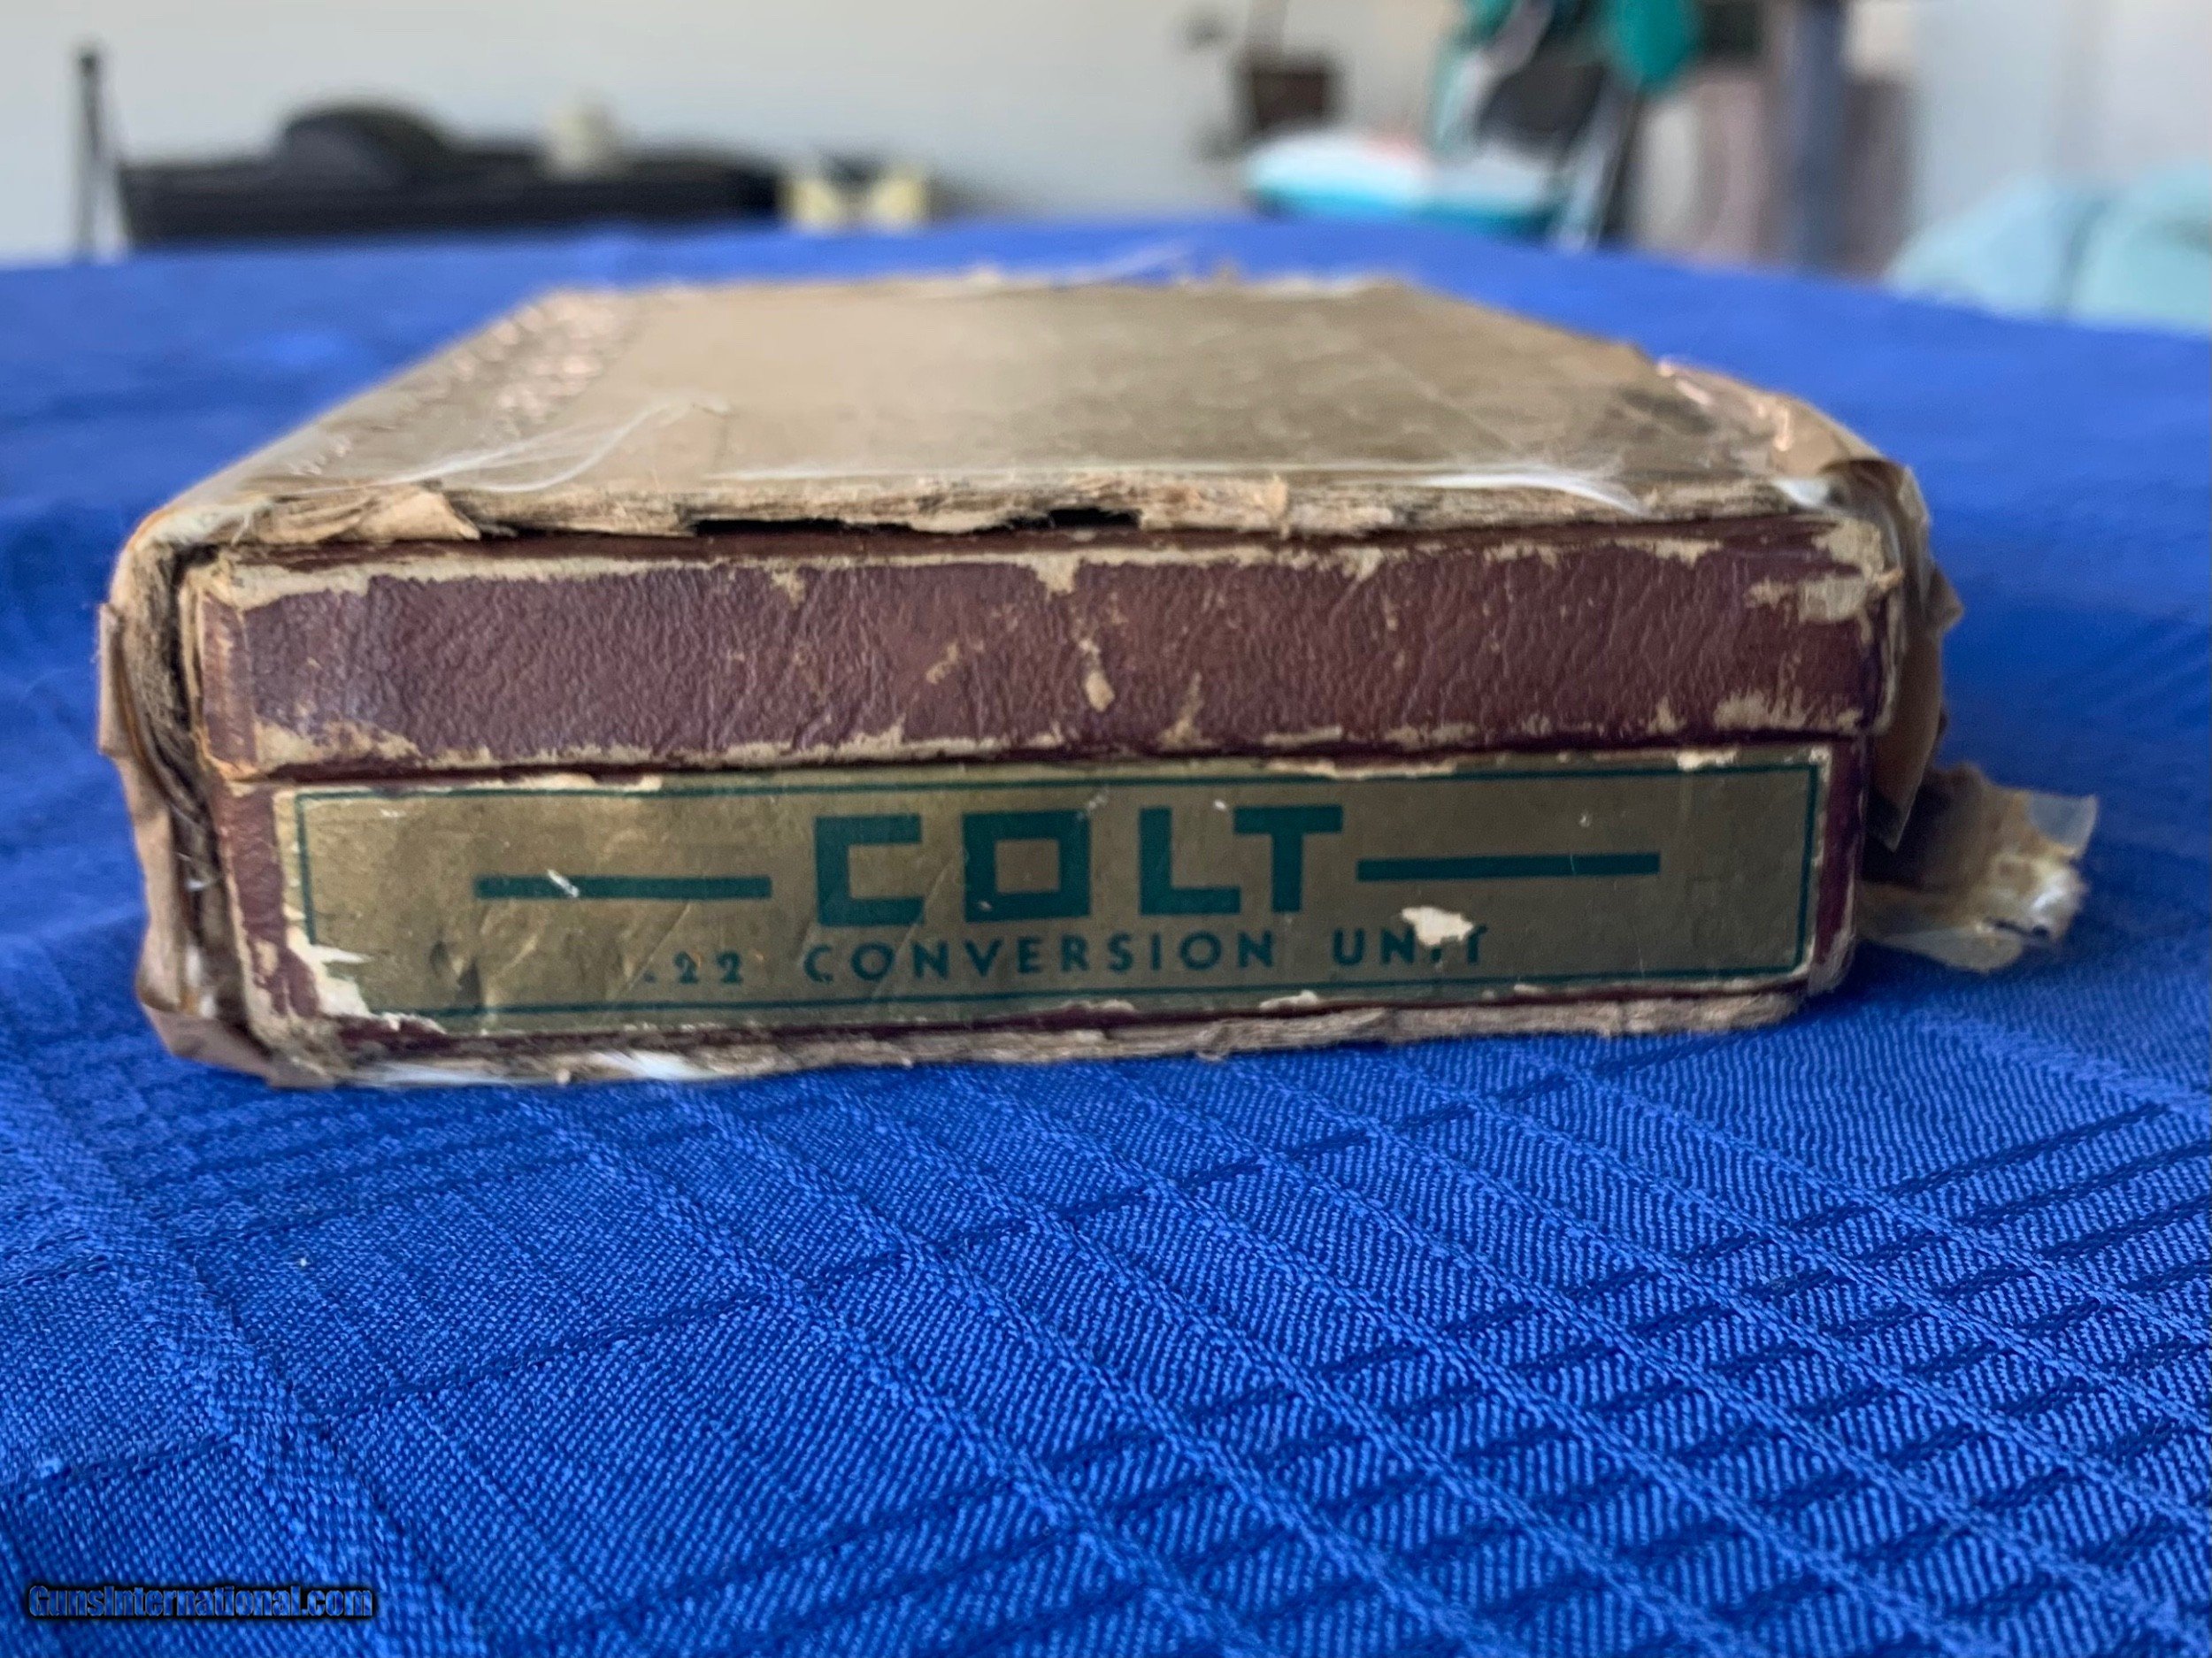 COLT
.22 CONVERSION UNIT
GunsInternational.com